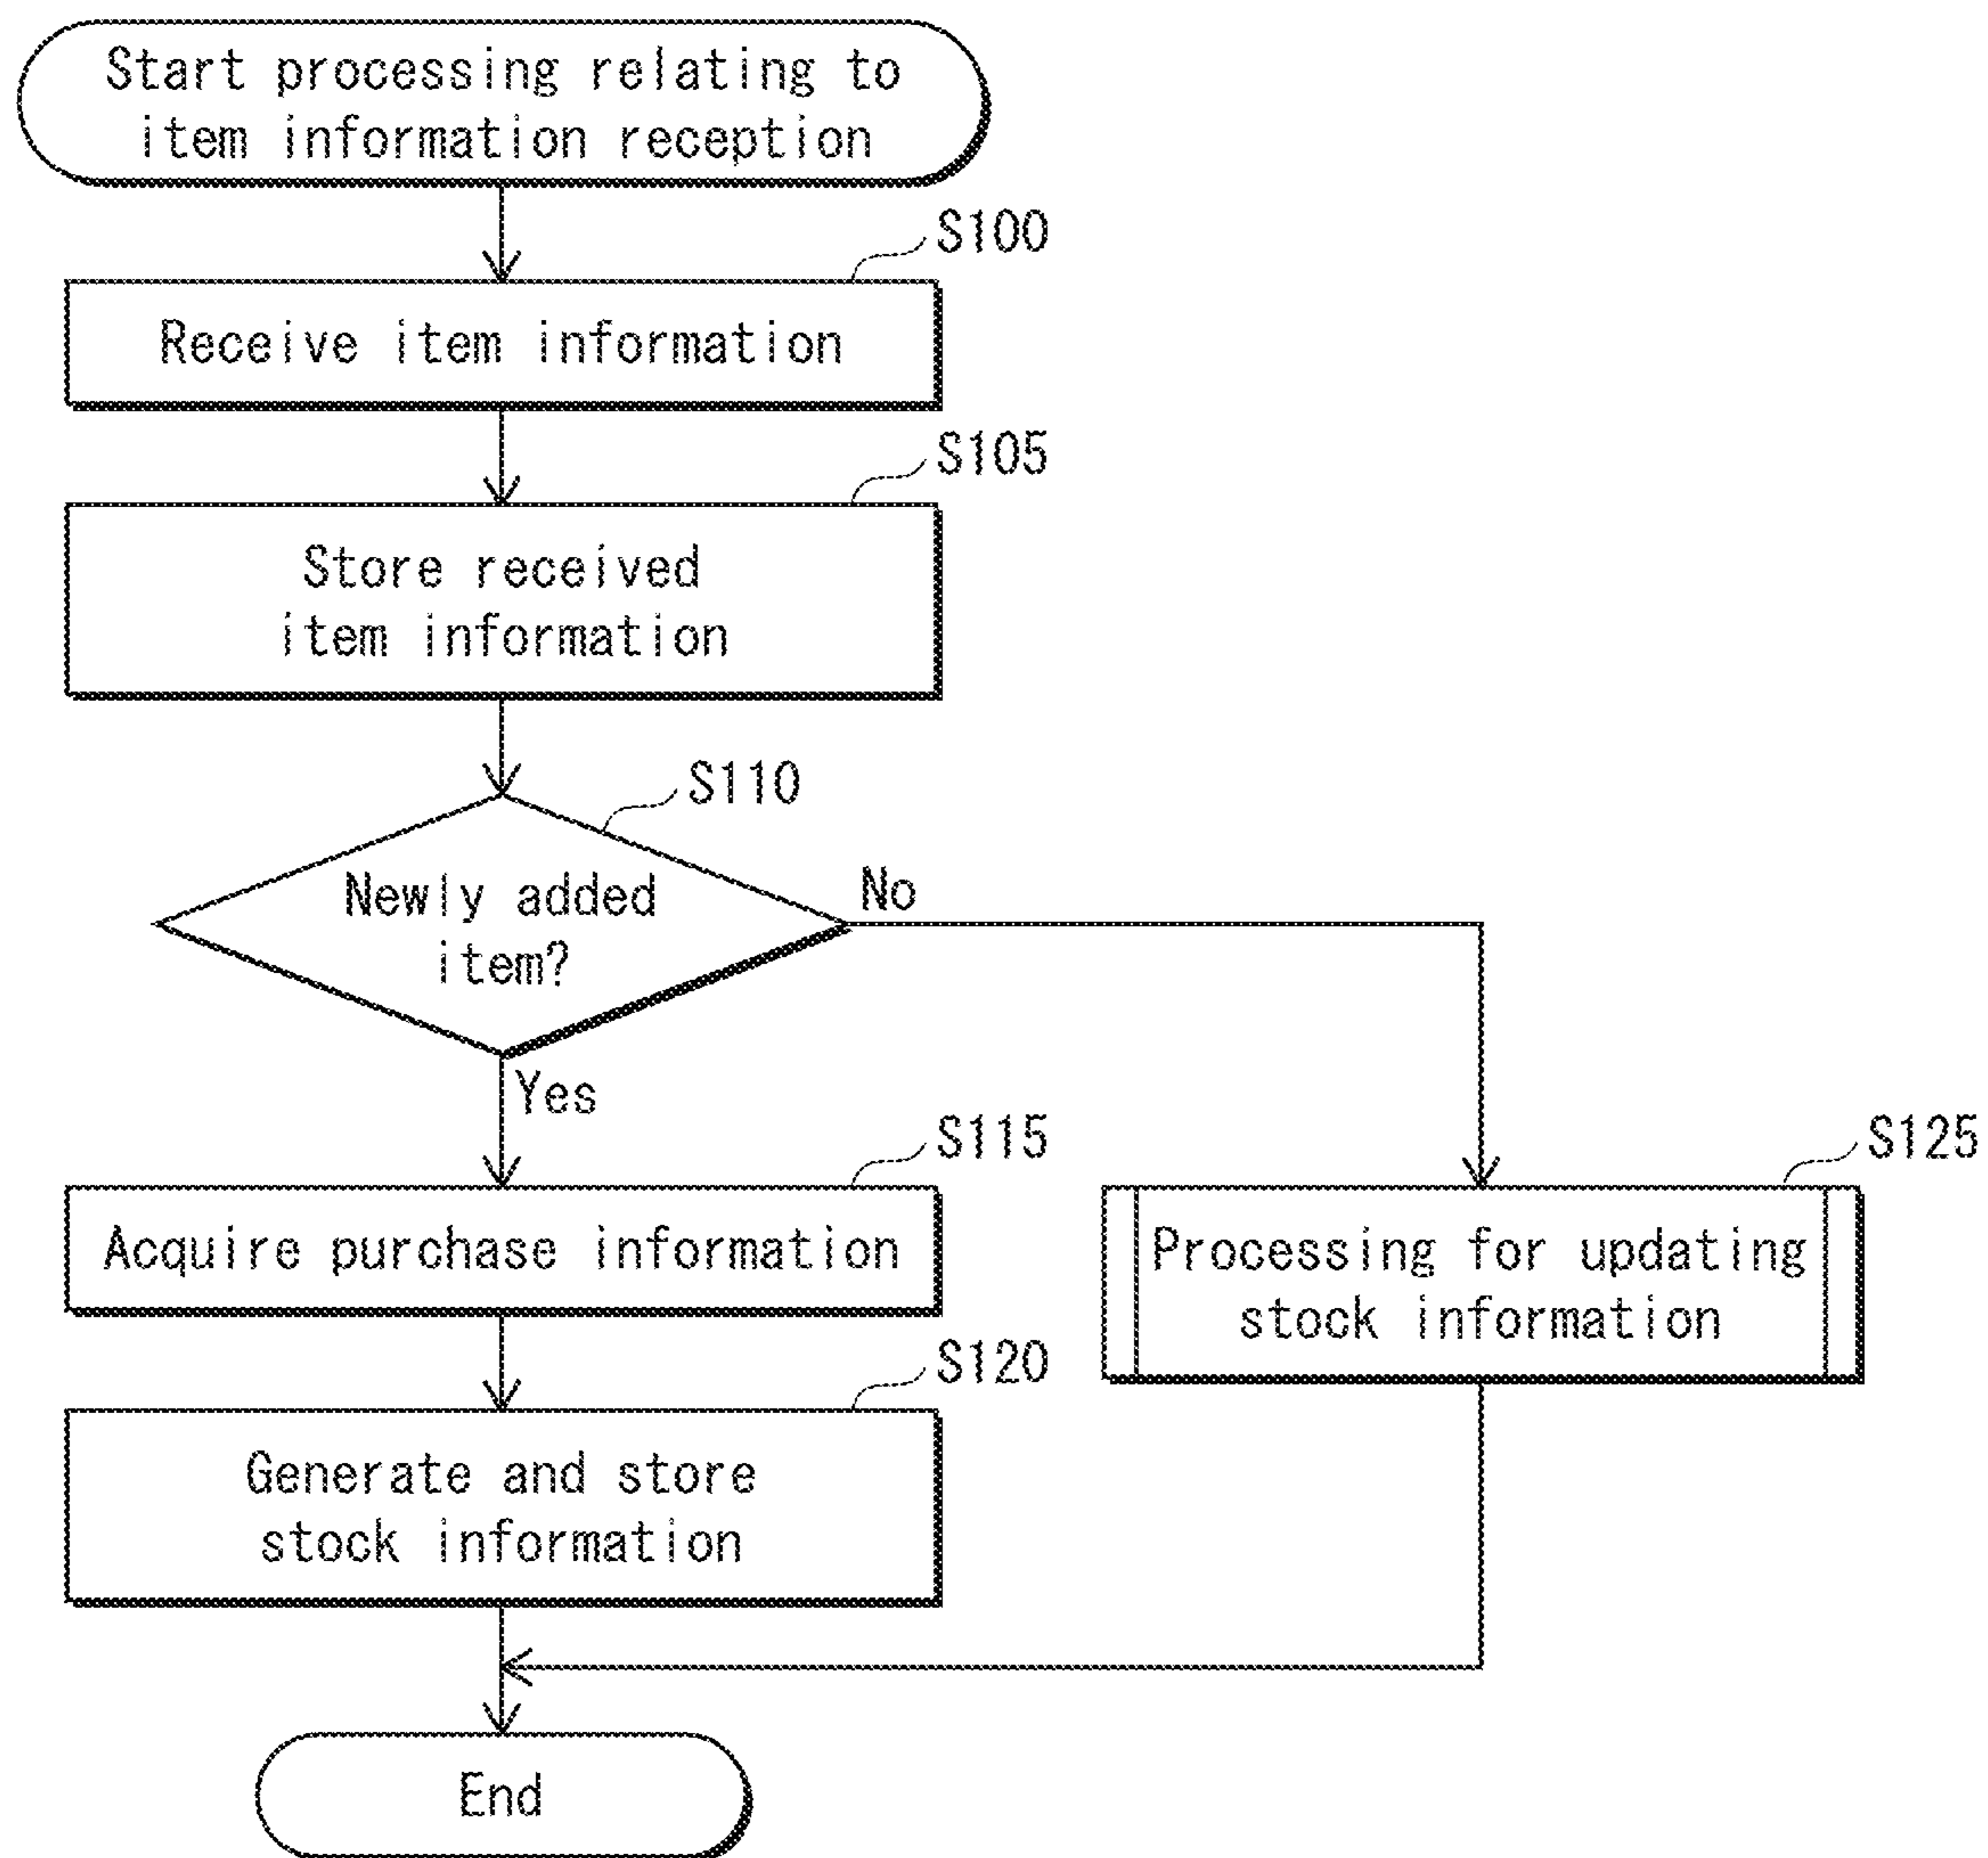 Start processing relating to
item information reception
S100
Receive item information
S105
Store received
item information
S110
Newly added
item?
No
Yes
S115
Acquire purchase information
S125
Processing for updating
stock information
S120
Generate and store
stock information
End